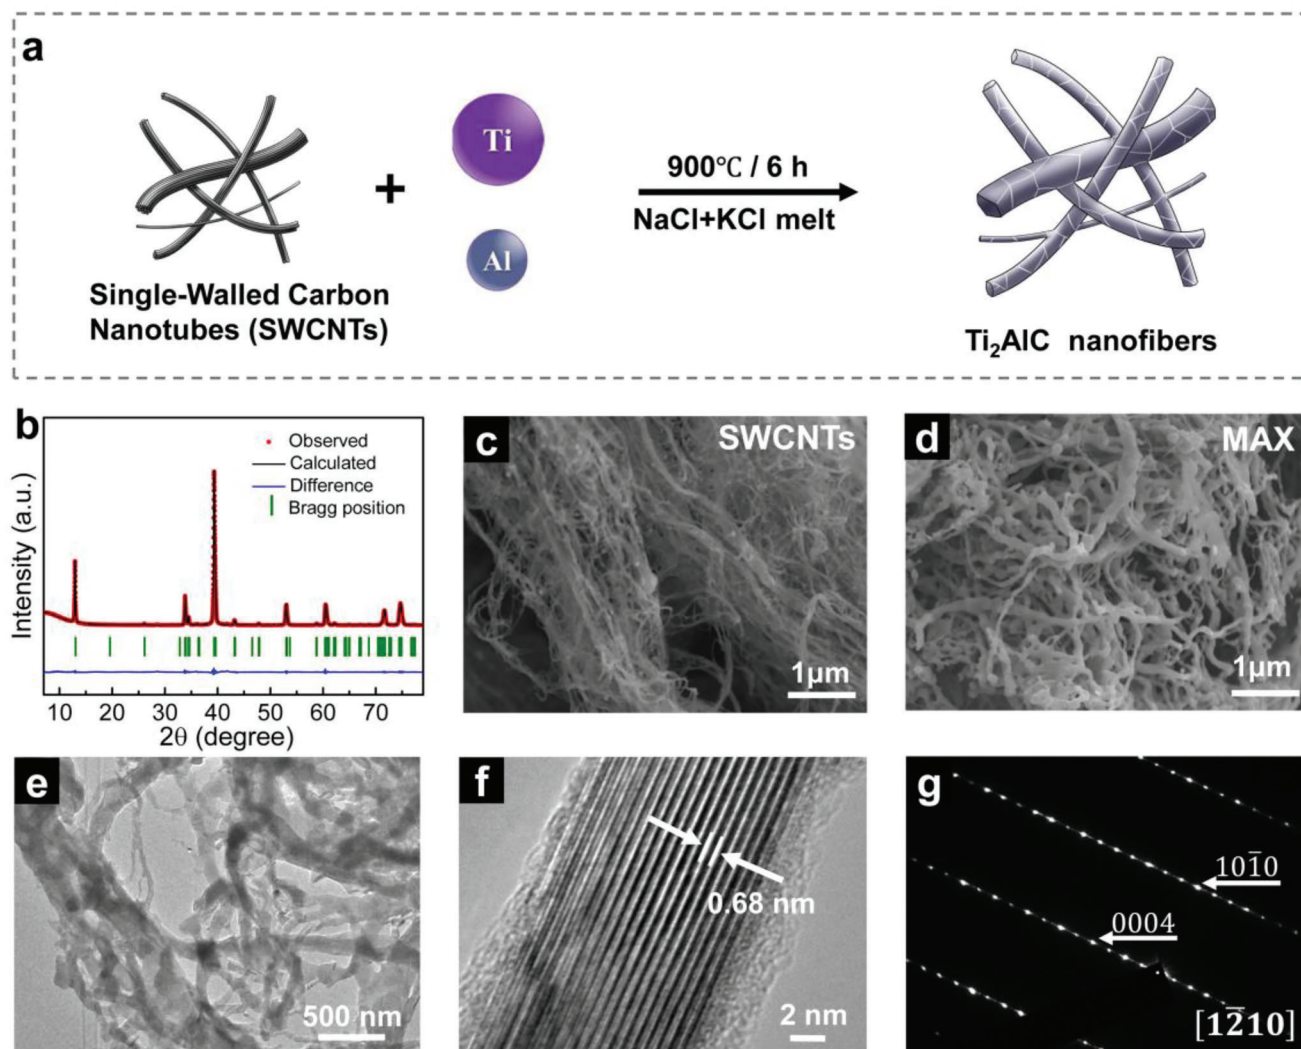 a
Ti
Al
+
900℃ / 6 h
NaCl+KCl melt
Single-Walled Carbon
Nanotubes (SWCNTs)
Ti₂AlC nanofibers
b
Observed
Calculated
Difference
Bragg position
Intensity (a.u.)
10 20 30 40 50 60 70
2θ (degree)
c
SWCNTs
1μm
d
MAX
1μm
e
500 nm
f
0.68 nm
2 nm
g
101̅0
0004
[12̅10]